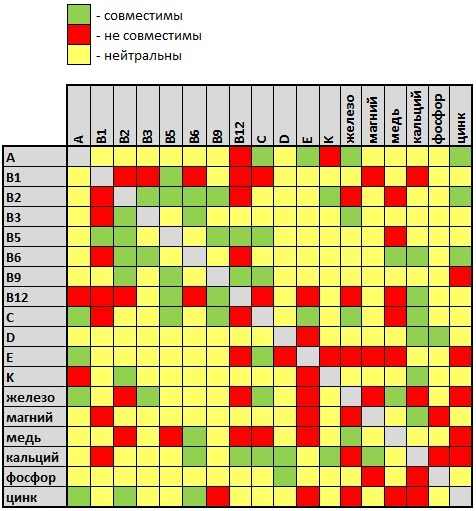 - совместимы
- не совместимы
- нейтральны
A B1 B2 B3 B5 B6 B9 B12 C D E K железо магний медь кальций фосфор цинк
A
B1
B2
B3
B5
B6
B9
B12
C
D
E
K
железо
магний
медь
кальций
фосфор
цинк